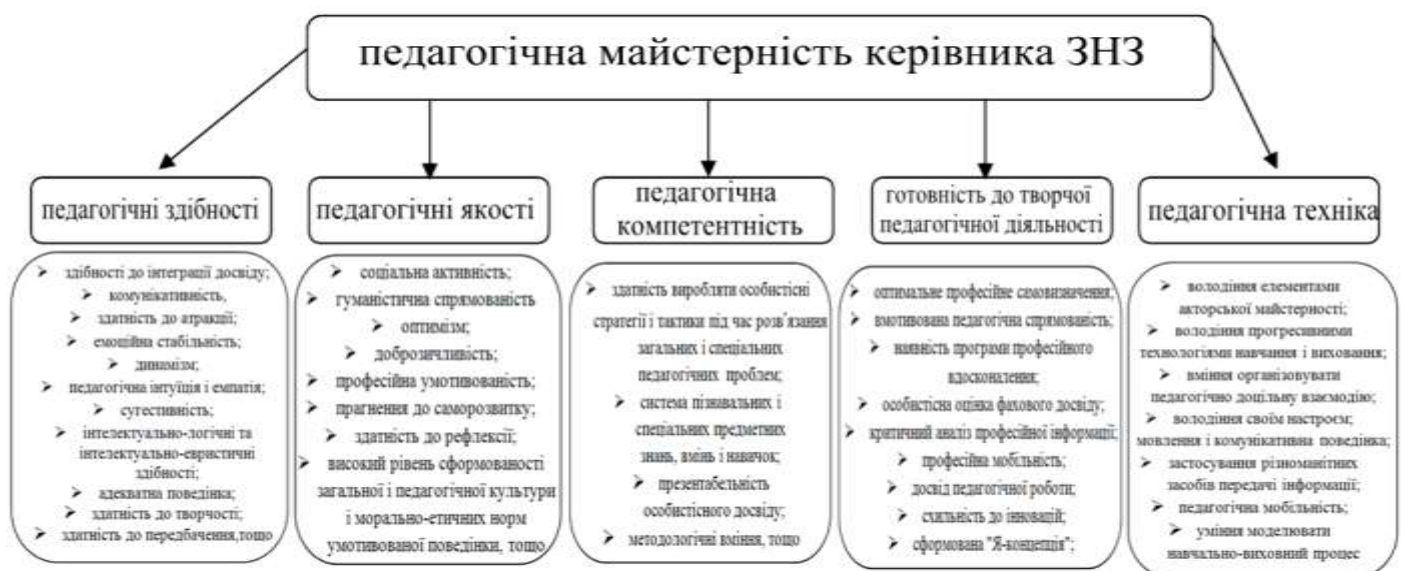 педагогічна майстерність керівника ЗНЗ
педагогічні здібності
здібності до інтеграції досвіду;
комунікативність,
здатність до атракції;
емоційна стабільність;
динамізм;
педагогічна інтуїція і емпатія;
сугестивність;
інтелектуально-логічні та
інтелектуально-евристичні
здібності;
адекватна поведінка;
здатність до творчості;
здатність до передбачення,тощо
педагогічні якості
соціальна активність;
гуманістична спрямованість
оптимізм;
доброзичливість;
професійна умотивованість;
прагнення до саморозвитку;
здатність до рефлексії;
високий рівень сформованості
загальної і педагогічної культури
і морально-етичних норм
умотивованої поведінки, тощо
педагогічна
компетентність
здатність виробляти особистісні
стратегії і тактики під час розв'язання
загальних і спеціальних
педагогічних проблем;
система пізнавальних і
спеціальних предметних
знань, вмінь і навичок;
презентабельність
особистісного досвіду;
методологічні вміння, тощо
готовність до творчої
педагогічної діяльності
оптимальне професійне самовизначення;
вмотивована педагогічна спрямованість;
наявність програми професійного
вдосконалення;
особистісна оцінка фахового досвіду;
критичний аналіз професійної інформації;
професійна мобільність;
досвід педагогічної роботи;
схильність до інновацій;
сформована "Я-концепція";
педагогічна техніка
володіння елементами
акторської майстерності;
володіння прогресивними
технологіями навчання і виховання;
вміння організовувати
педагогічно доцільну взаємодію;
володіння своїм настроєм;
мовлення і комунікативна поведінка;
застосування різноманітних
засобів передачі інформації;
педагогічна мобільність;
уміння моделювати
навчально-виховний процес